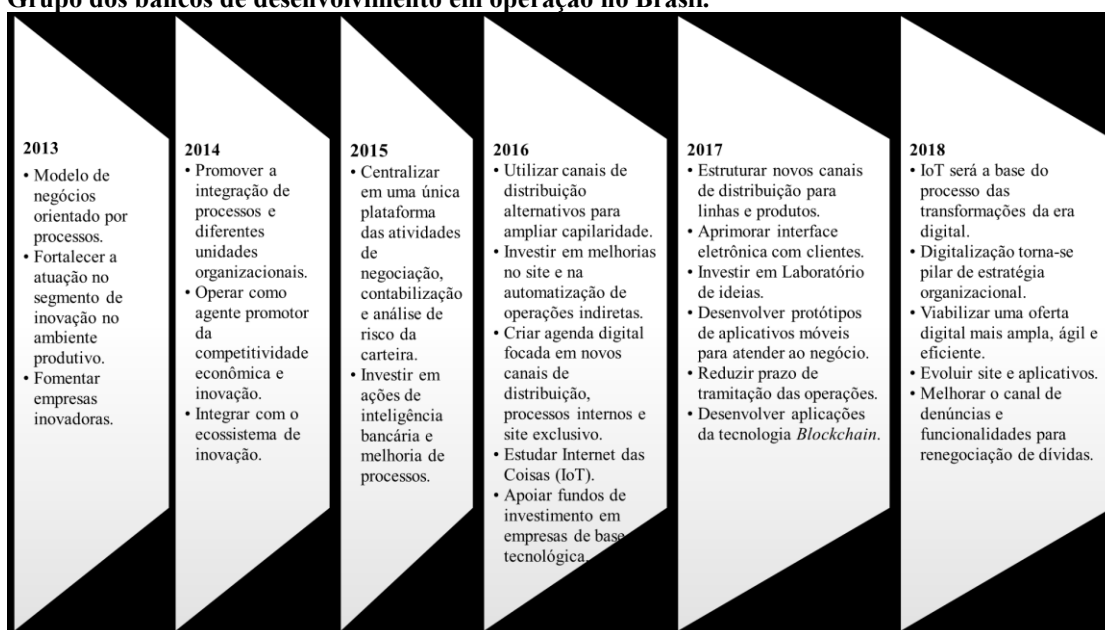 Grupo dos bancos de desenvolvimento em operação no Brasil.
2013
• Modelo de
negócios
orientado por
processos.
• Fortalecer a
atuação no
segmento de
inovação no
ambiente
produtivo.
• Fomentar
empresas
inovadoras.
2014
• Promover a
integração de
processos e
diferentes
unidades
organizacionais.
• Operar como
agente promotor
da
competitividade
econômica e
inovação.
• Integrar com o
ecossistema de
inovação.
2015
• Centralizar
em uma única
plataforma
das atividades
de
negociação,
contabilização
e análise de
risco da
carteira.
• Investir em
ações de
inteligência
bancária e
melhoria de
processos.
2016
• Utilizar canais de
distribuição
alternativos para
ampliar capilaridade.
• Investir em melhorias
no site e na
automatização de
operações indiretas.
• Criar agenda digital
focada em novos
canais de
distribuição,
processos internos e
site exclusivo.
• Estudar Internet das
Coisas (IoT).
• Apoiar fundos de
investimento em
empresas de base
tecnológica.
2017
• Estruturar novos canais
de distribuição para
linhas e produtos.
• Aprimorar interface
eletrônica com clientes.
• Investir em Laboratório
de ideias.
• Desenvolver protótipos
de aplicativos móveis
para atender ao negócio.
• Reduzir prazo de
tramitação das operações.
• Desenvolver aplicações
da tecnologia Blockchain.
2018
• IoT será a base do
processo das
transformações da era
digital.
• Digitalização torna-se
pilar de estratégia
organizacional.
• Viabilizar uma oferta
digital mais ampla, ágil e
eficiente.
• Evoluir site e aplicativos.
• Melhorar o canal de
denúncias e
funcionalidades para
renegociação de dívidas.